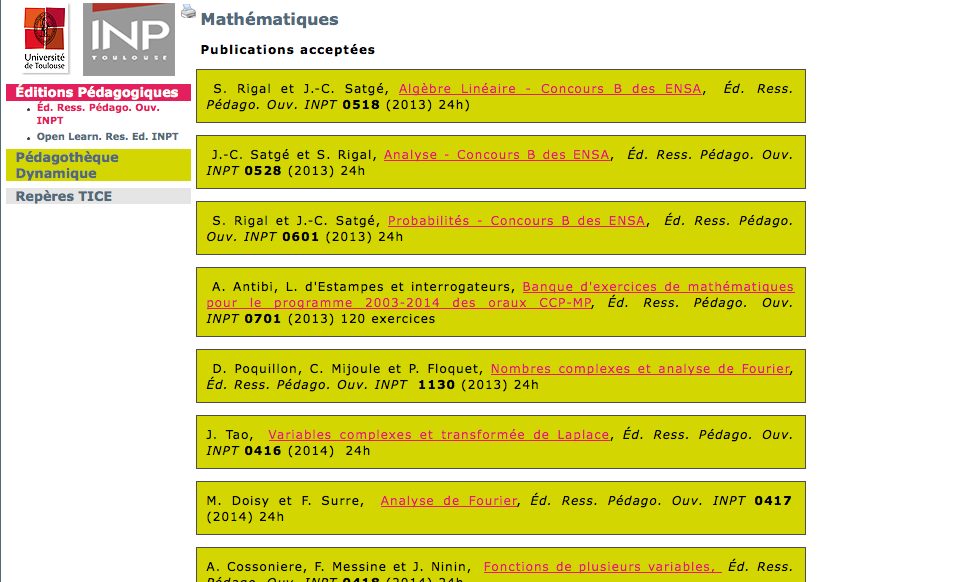 Université
de Toulouse
INP
TOULOUSE
Éditions Pédagogiques
Éd. Ress. Pédago. Ouv.
INPT
Open Learn. Res. Ed. INPT
Pédagothèque
Dynamique
Repères TICE
Mathématiques
Publications acceptées
S. Rigal et J.-C. Satgé, Algèbre Linéaire - Concours B des ENSA, Éd. Ress.
Pédago. Ouv. INPT 0518 (2013) 24h)
J.-C. Satgé et S. Rigal, Analyse - Concours B des ENSA, Éd. Ress. Pédago. Ouv.
INPT 0528 (2013) 24h
S. Rigal et J.-C. Satgé, Probabilités - Concours B des ENSA, Éd. Ress. Pédago.
Ouv. INPT 0601 (2013) 24h
A. Antibi, L. d'Estampes et interrogateurs, Banque d'exercices de mathématiques
pour le programme 2003-2014 des oraux CCP-MP, Éd. Ress. Pédago. Ouv.
INPT 0701 (2013) 120 exercices
D. Poquillon, C. Mijoule et P. Floquet, Nombres complexes et analyse de Fourier,
Éd. Ress. Pédago. Ouv. INPT 1130 (2013) 24h
J. Tao, Variables complexes et transformée de Laplace, Éd. Ress. Pédago. Ouv.
INPT 0416 (2014) 24h
M. Doisy et F. Surre, Analyse de Fourier, Éd. Ress. Pédago. Ouv. INPT 0417
(2014) 24h
A. Cossoniere, F. Messine et J. Ninin, Fonctions de plusieurs variables, Éd. Ress.
Pédago. Ouv. INPT 0418 (2014) 24h